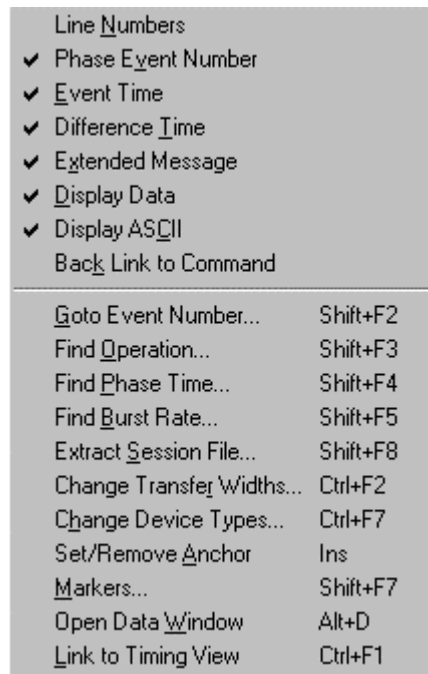 Line Numbers
✔ Phase Event Number
✔ Event Time
✔ Difference Time
✔ Extended Message
✔ Display Data
✔ Display ASCII
Back Link to Command
Goto Event Number... Shift+F2
Find Operation... Shift+F3
Find Phase Time... Shift+F4
Find Burst Rate... Shift+F5
Extract Session File... Shift+F8
Change Transfer Widths... Ctrl+F2
Change Device Types... Ctrl+F7
Set/Remove Anchor Ins
Markers... Shift+F7
Open Data Window Alt+D
Link to Timing View Ctrl+F1